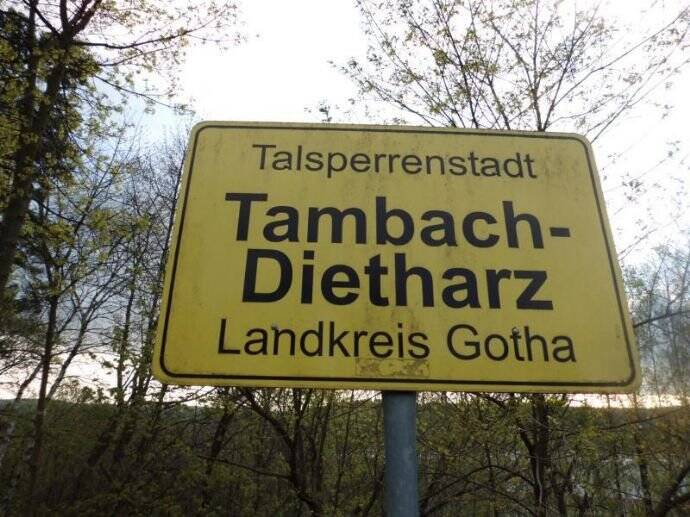 Talsperrenstadt
Tambach-
Dietharz
Landkreis Gotha